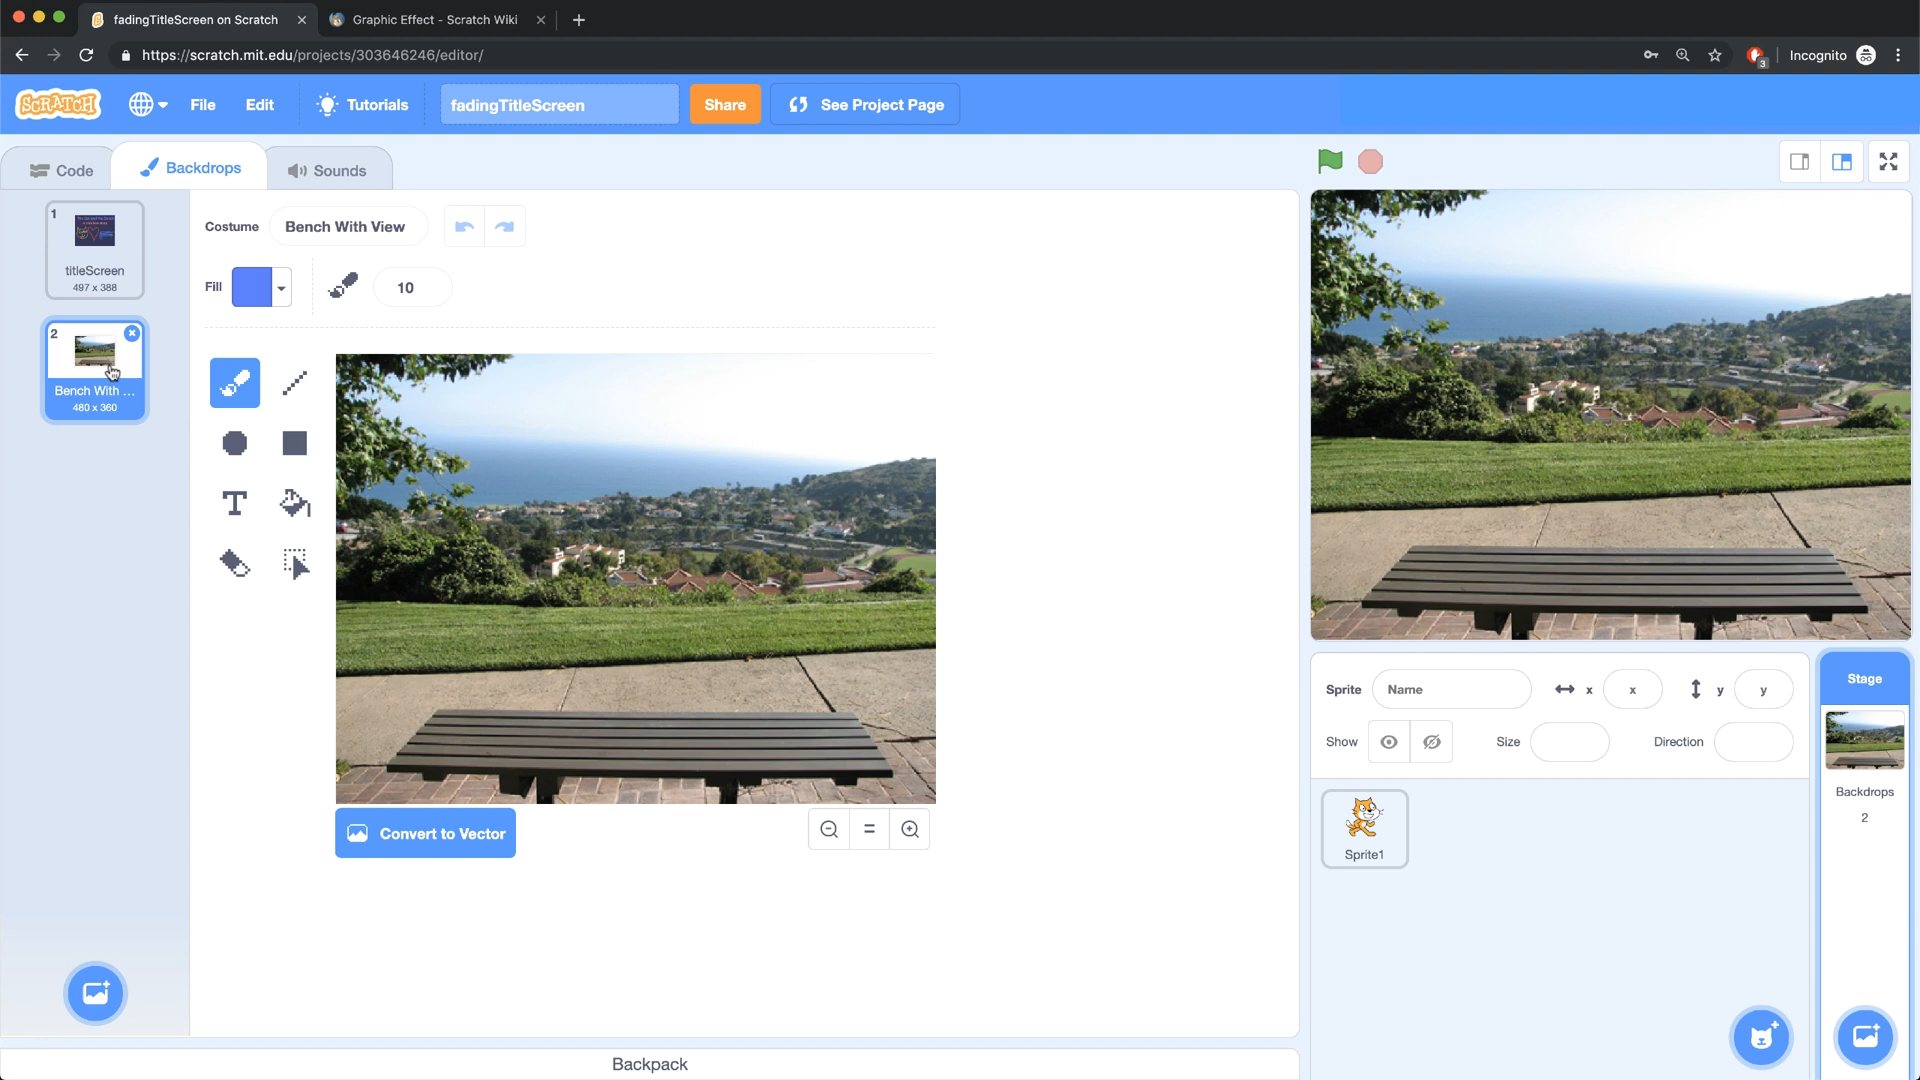 fadingTitleScreen on Scratch
Graphic Effect - Scratch Wiki
https://scratch.mit.edu/projects/303646246/editor/
3
Incognito
SCRATCH
File
Edit
Tutorials
fadingTitleScreen
Share
See Project Page
Code
Backdrops
Sounds
1
titleScreen
497 x 388
2
Bench With ...
480 x 360
Costume
Bench With View
Fill
10
T
Convert to Vector
Sprite
Name
x
x
y
y
Show
Size
Direction
Sprite1
Stage
Backdrops
2
Backpack